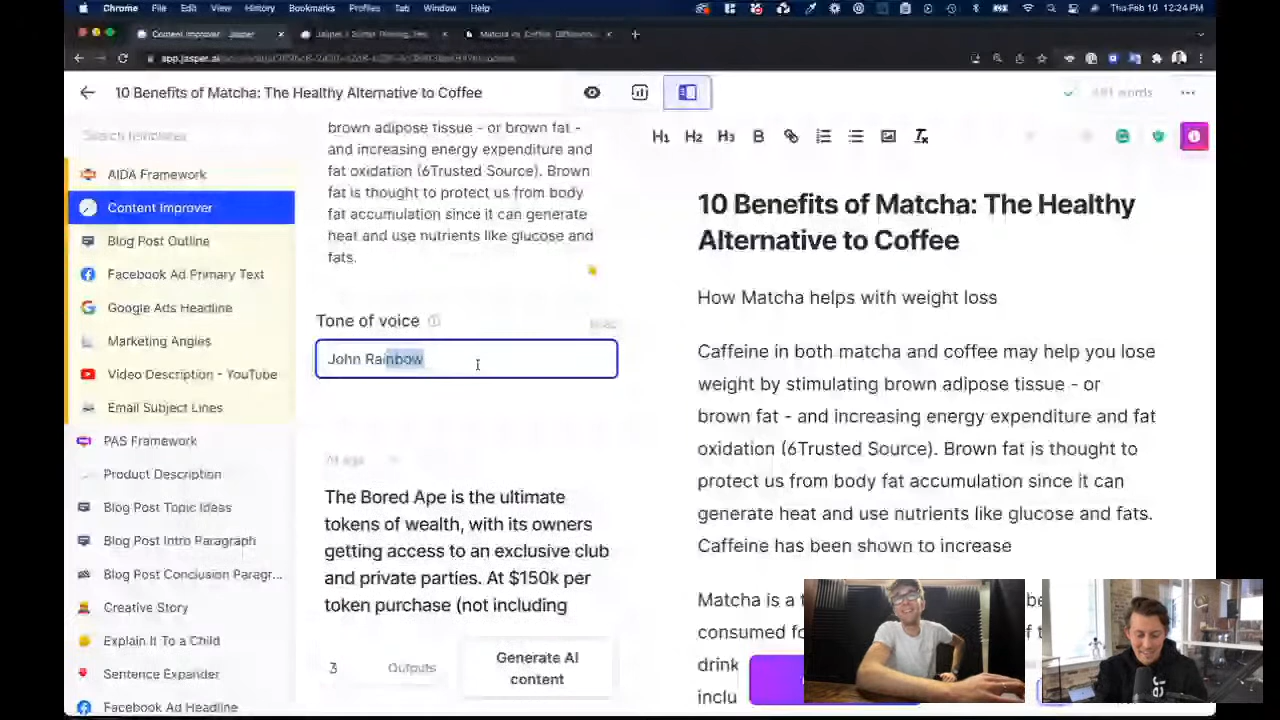 Chrome File Edit View History Bookmarks Profiles Tab Window Help
Thu Feb 10 12:24 PM
Content Improver - Jasper
app.jasper.ai
10 Benefits of Matcha: The Healthy Alternative to Coffee
words
Search templates
AIDA Framework
Content Improver
Blog Post Outline
Facebook Ad Primary Text
Google Ads Headline
Marketing Angles
Video Description - YouTube
Email Subject Lines
PAS Framework
Product Description
Blog Post Topic Ideas
Blog Post Intro Paragraph
Blog Post Conclusion Paragr...
Creative Story
Explain It To a Child
Sentence Expander
Facebook Ad Headline
brown adipose tissue - or brown fat -
and increasing energy expenditure and
fat oxidation (6Trusted Source). Brown
fat is thought to protect us from body
fat accumulation since it can generate
heat and use nutrients like glucose and
fats.
Tone of voice
John Rainbow
The Bored Ape is the ultimate
tokens of wealth, with its owners
getting access to an exclusive club
and private parties. At $150k per
token purchase (not including
3 Outputs
Generate AI
content
H1 H2 H3 B
10 Benefits of Matcha: The Healthy
Alternative to Coffee
How Matcha helps with weight loss
Caffeine in both matcha and coffee may help you lose
weight by stimulating brown adipose tissue - or
brown fat - and increasing energy expenditure and fat
oxidation (6Trusted Source). Brown fat is thought to
protect us from body fat accumulation since it can
generate heat and use nutrients like glucose and fats.
Caffeine has been shown to increase
Matcha is a
consumed
drink
inclu